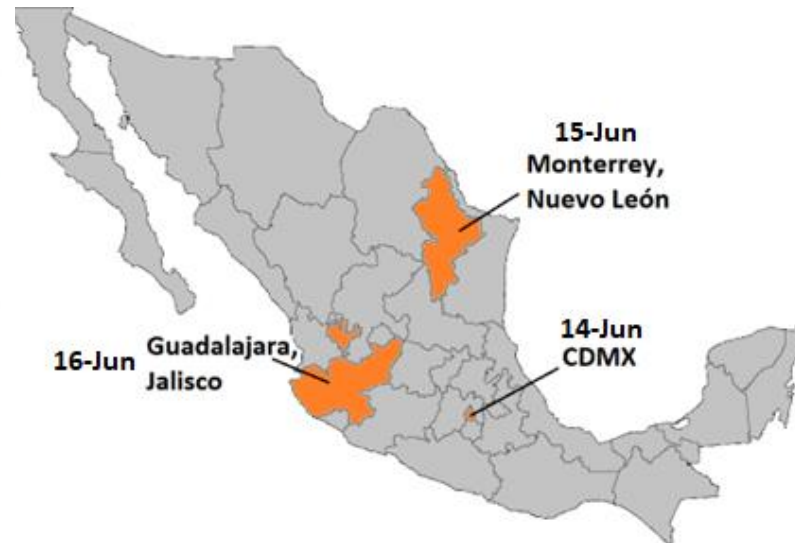 15-Jun
Monterrey,
Nuevo León
14-Jun
CDMX
16-Jun
Guadalajara,
Jalisco